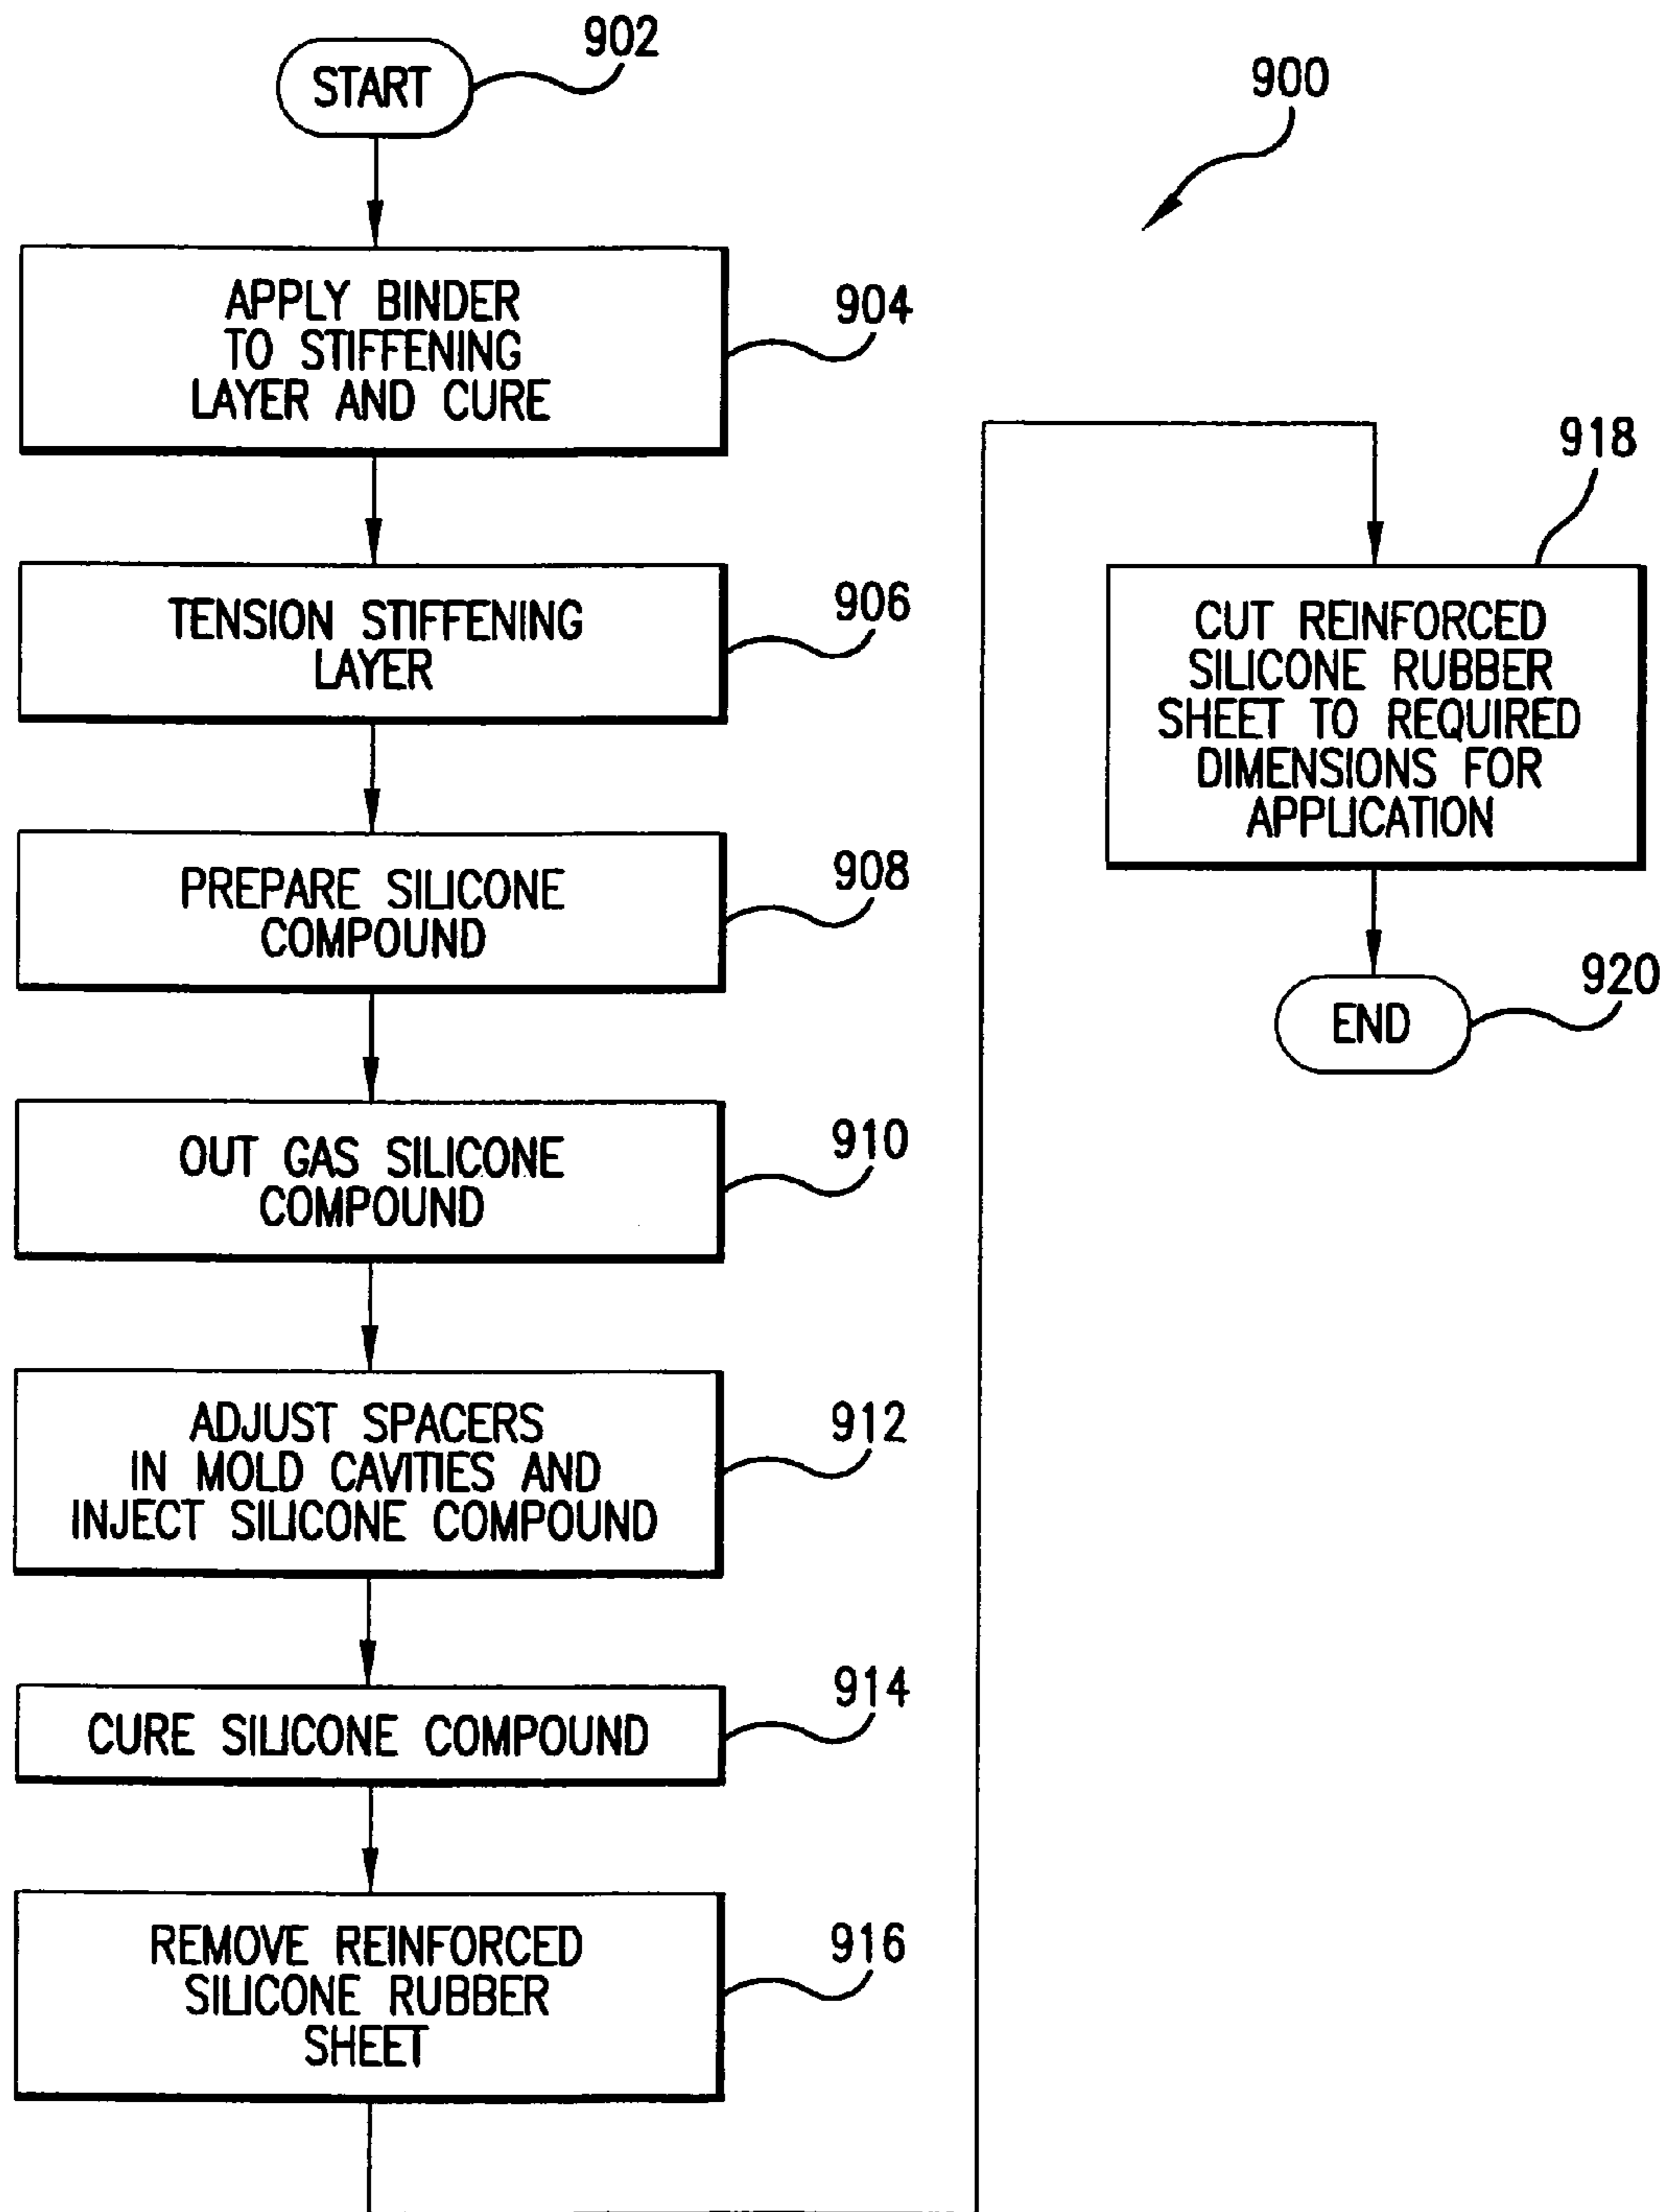 START
902
900
APPLY BINDER
TO STIFFENING
LAYER AND CURE
904
TENSION STIFFENING
LAYER
906
PREPARE SILICONE
COMPOUND
908
OUT GAS SILICONE
COMPOUND
910
ADJUST SPACERS
IN MOLD CAVITIES AND
INJECT SILICONE COMPOUND
912
CURE SILICONE COMPOUND
914
REMOVE REINFORCED
SILICONE RUBBER
SHEET
916
918
CUT REINFORCED
SILICONE RUBBER
SHEET TO REQUIRED
DIMENSIONS FOR
APPLICATION
END
920